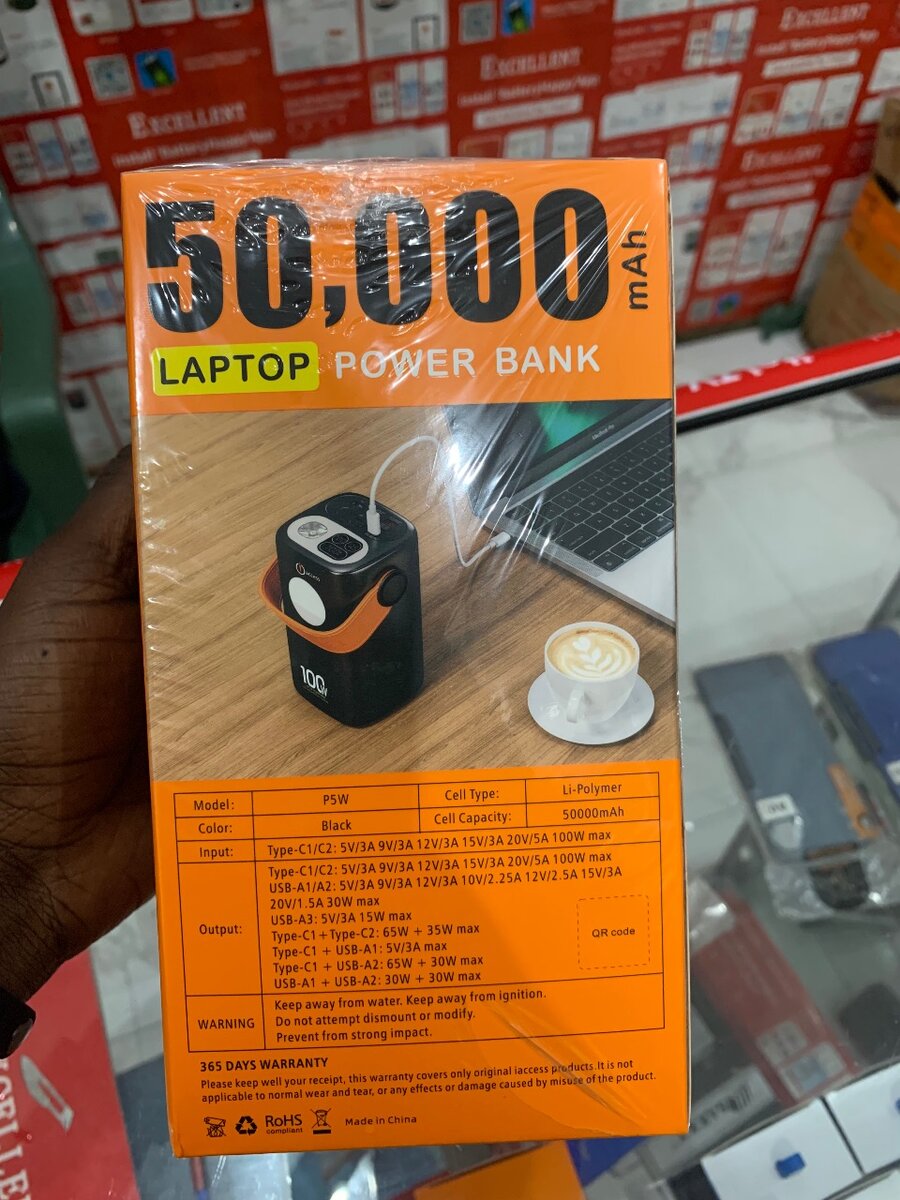 EXCELLENT
EXCELLENT
EXCELLENT
EXCELLENT
EXCELLENT
50,000 mAh
LAPTOP POWER BANK
access
100W
Model: P5W Cell Type: Li-Polymer
Color: Black Cell Capacity: 50000mAh
Input: Type-C1/C2: 5V/3A 9V/3A 12V/3A 15V/3A 20V/5A 100W max
Output: Type-C1/C2: 5V/3A 9V/3A 12V/3A 15V/3A 20V/5A 100W max
USB-A1/A2: 5V/3A 9V/3A 12V/3A 10V/2.25A 12V/2.5A 15V/3A
20V/1.5A 30W max
USB-A3: 5V/3A 15W max
Type-C1 + Type-C2: 65W + 35W max
Type-C1 + USB-A1: 5V/3A max
Type-C1 + USB-A2: 65W + 30W max
USB-A1 + USB-A2: 30W + 30W max
QR code
WARNING Keep away from water. Keep away from ignition.
Do not attempt dismount or modify.
Prevent from strong impact.
365 DAYS WARRANTY
Please keep well your receipt, this warranty covers only original iaccess products.It is not
applicable to normal wear and tear, or any effects or damage caused by misuse of the product.
RoHS
compliant
Made in China